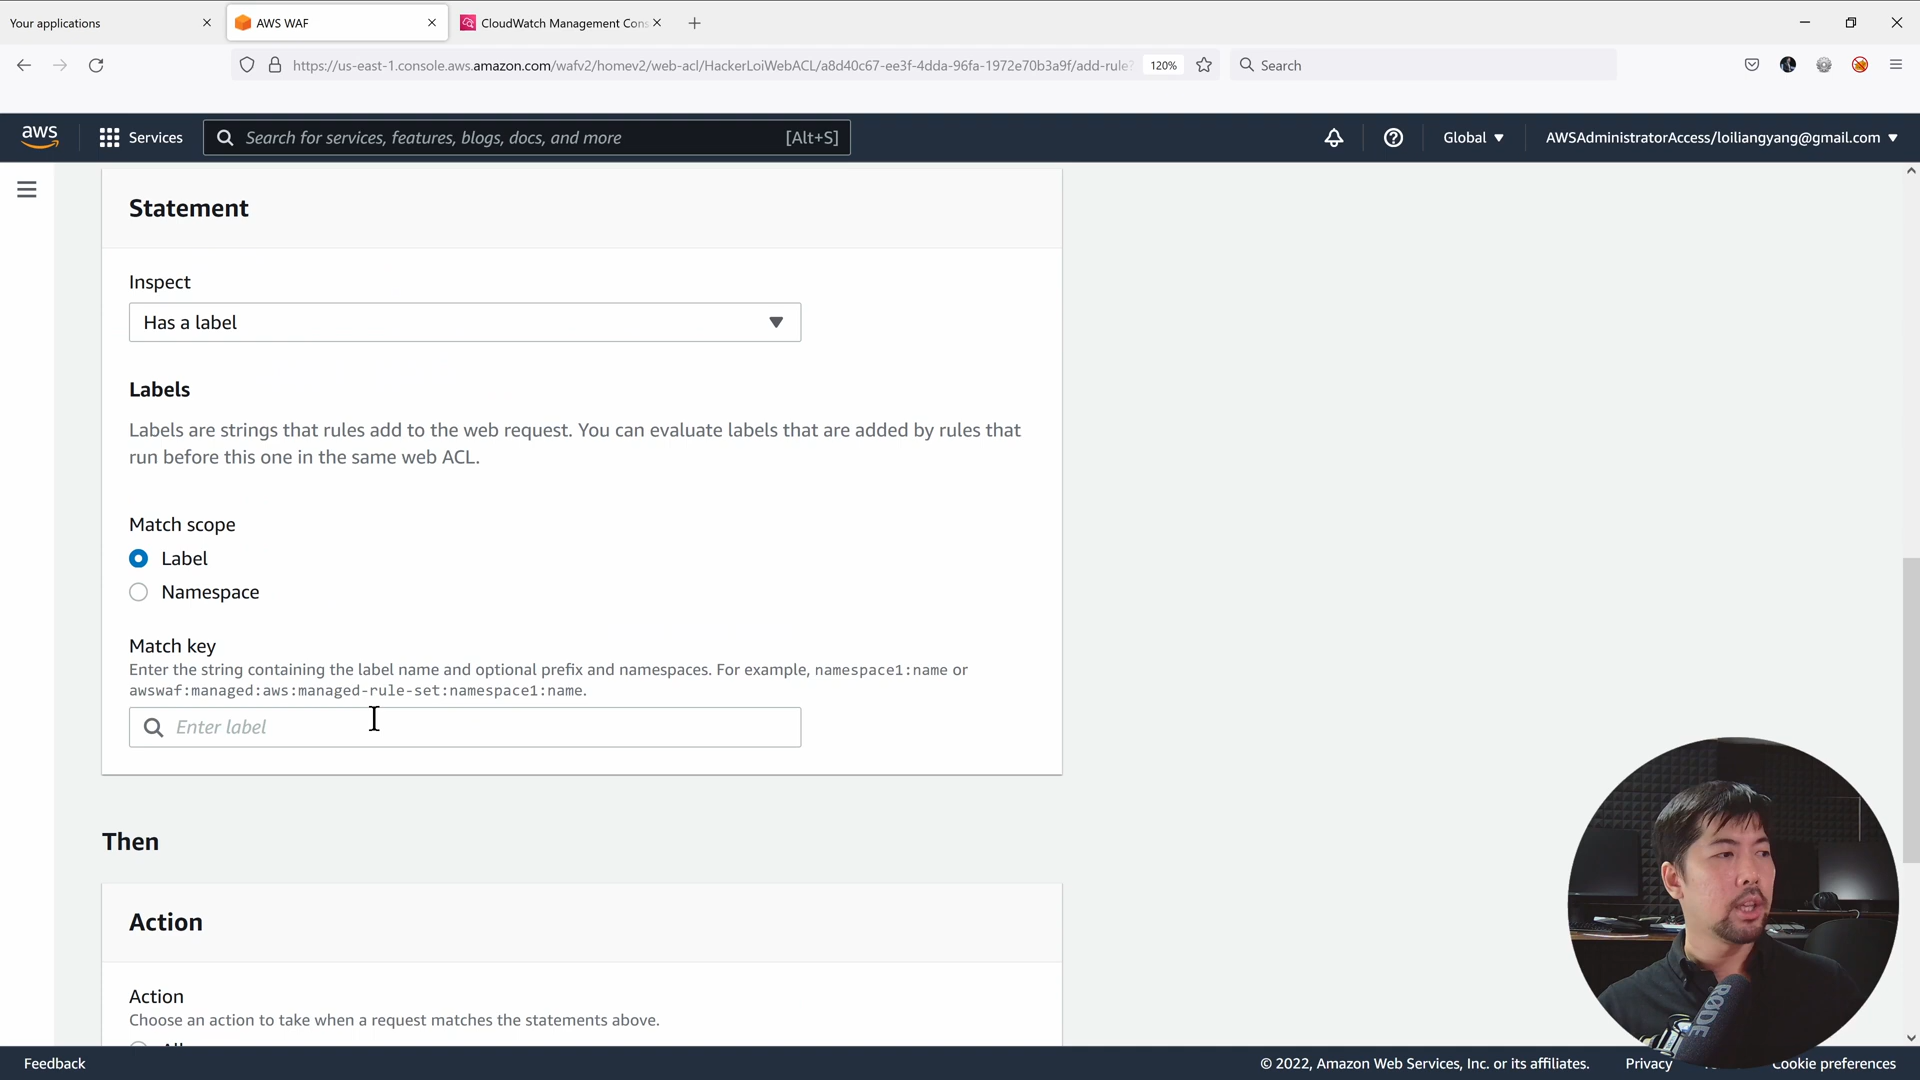 Your applications
AWS WAF
CloudWatch Management Cons
https://us-east-1.console.aws.amazon.com/wafv2/homev2/web-acl/HackerLoiWebACL/a8d40c67-ee3f-4dda-96fa-1972e70b3a9f/add-rule?
120%
Search
aws
Services
Search for services, features, blogs, docs, and more
[Alt+S]
Global
AWSAdministratorAccess/loiliangyang@gmail.com
Statement
Inspect
Has a label
Labels
Labels are strings that rules add to the web request. You can evaluate labels that are added by rules that
run before this one in the same web ACL.
Match scope
Label
Namespace
Match key
Enter the string containing the label name and optional prefix and namespaces. For example, namespace1:name or
awswaf:managed:aws:managed-rule-set:namespace1:name.
Enter label
Then
Action
Action
Choose an action to take when a request matches the statements above.
RØDE
Feedback
© 2022, Amazon Web Services, Inc. or its affiliates.
Privacy
Cookie preferences